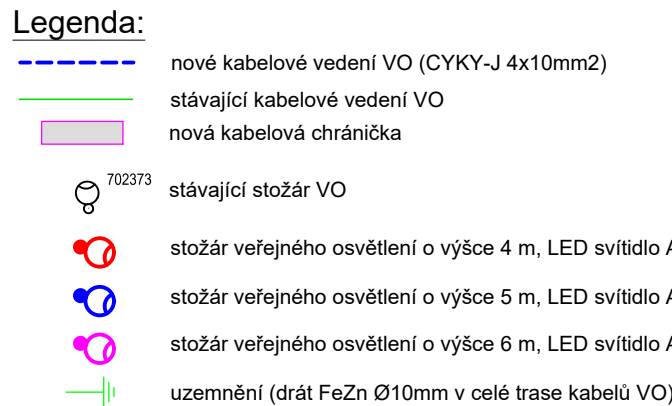 Legenda:
nové kabelové vedení VO (CYKY-J 4x10mm2)
stávající kabelové vedení VO
nová kabelová chránička
702373 stávající stožár VO
stožár veřejného osvětlení o výšce 4 m, LED svítidlo A
stožár veřejného osvětlení o výšce 5 m, LED svítidlo A
stožár veřejného osvětlení o výšce 6 m, LED svítidlo A
uzemnění (drát FeZn Ø10mm v celé trase kabelů VO)